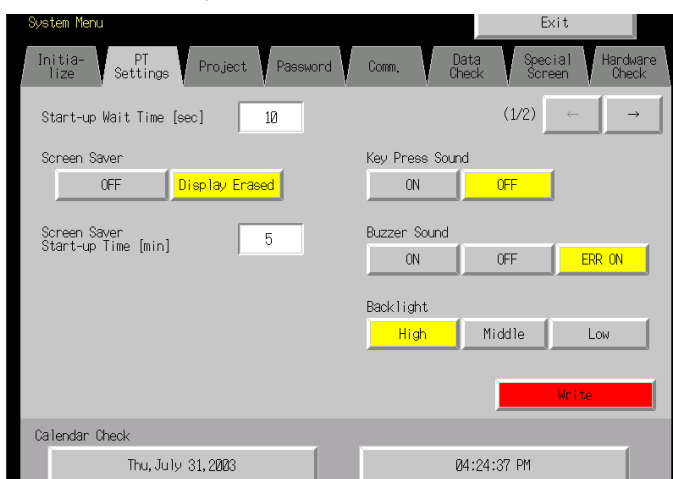 System Menu
Exit
Initia-
lize
PT
Settings
Project
Password
Comm.
Data
Check
Special
Screen
Hardware
Check
Start-up Wait Time [sec]
10
(1/2)
←
→
Screen Saver
OFF
Display Erased
Key Press Sound
ON
OFF
Screen Saver
Start-up Time [min]
5
Buzzer Sound
ON
OFF
ERR ON
Backlight
High
Middle
Low
Write
Calendar Check
Thu,July 31,2003
04:24:37 PM